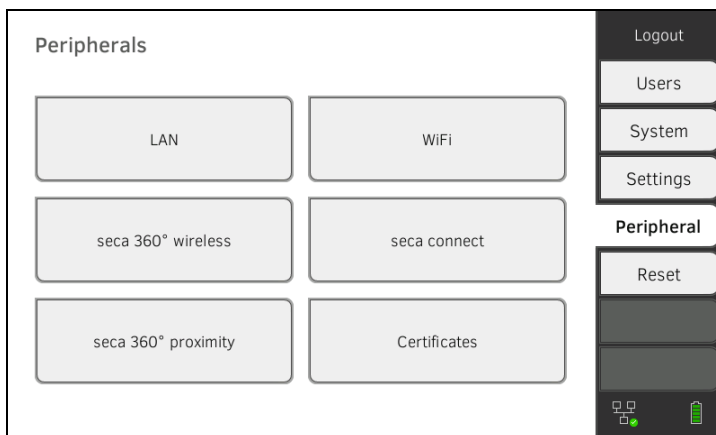 Peripherals
LAN
WiFi
seca 360° wireless
seca connect
seca 360° proximity
Certificates
Logout
Users
System
Settings
Peripheral
Reset